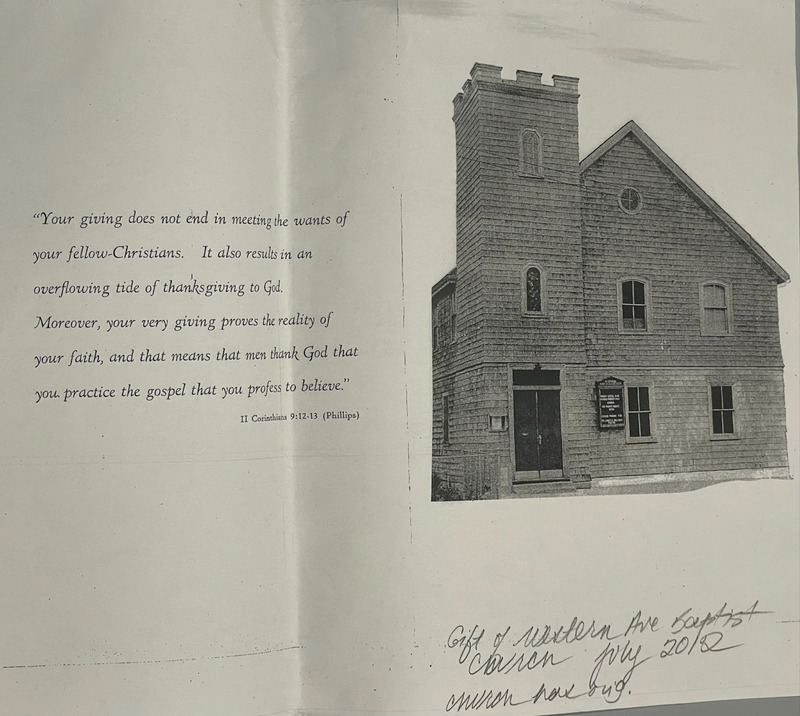 “Your giving does not end in meeting the wants of
your fellow-Christians. It also results in an
overflowing tide of thanksgiving to God.
Moreover, your very giving proves the reality of
your faith, and that means that men thank God that
you practice the gospel that you profess to believe.”
II Corinthians 9:12-13 (Phillips)
Gift of Western Ave Baptist
Church July 2012
church has orig.